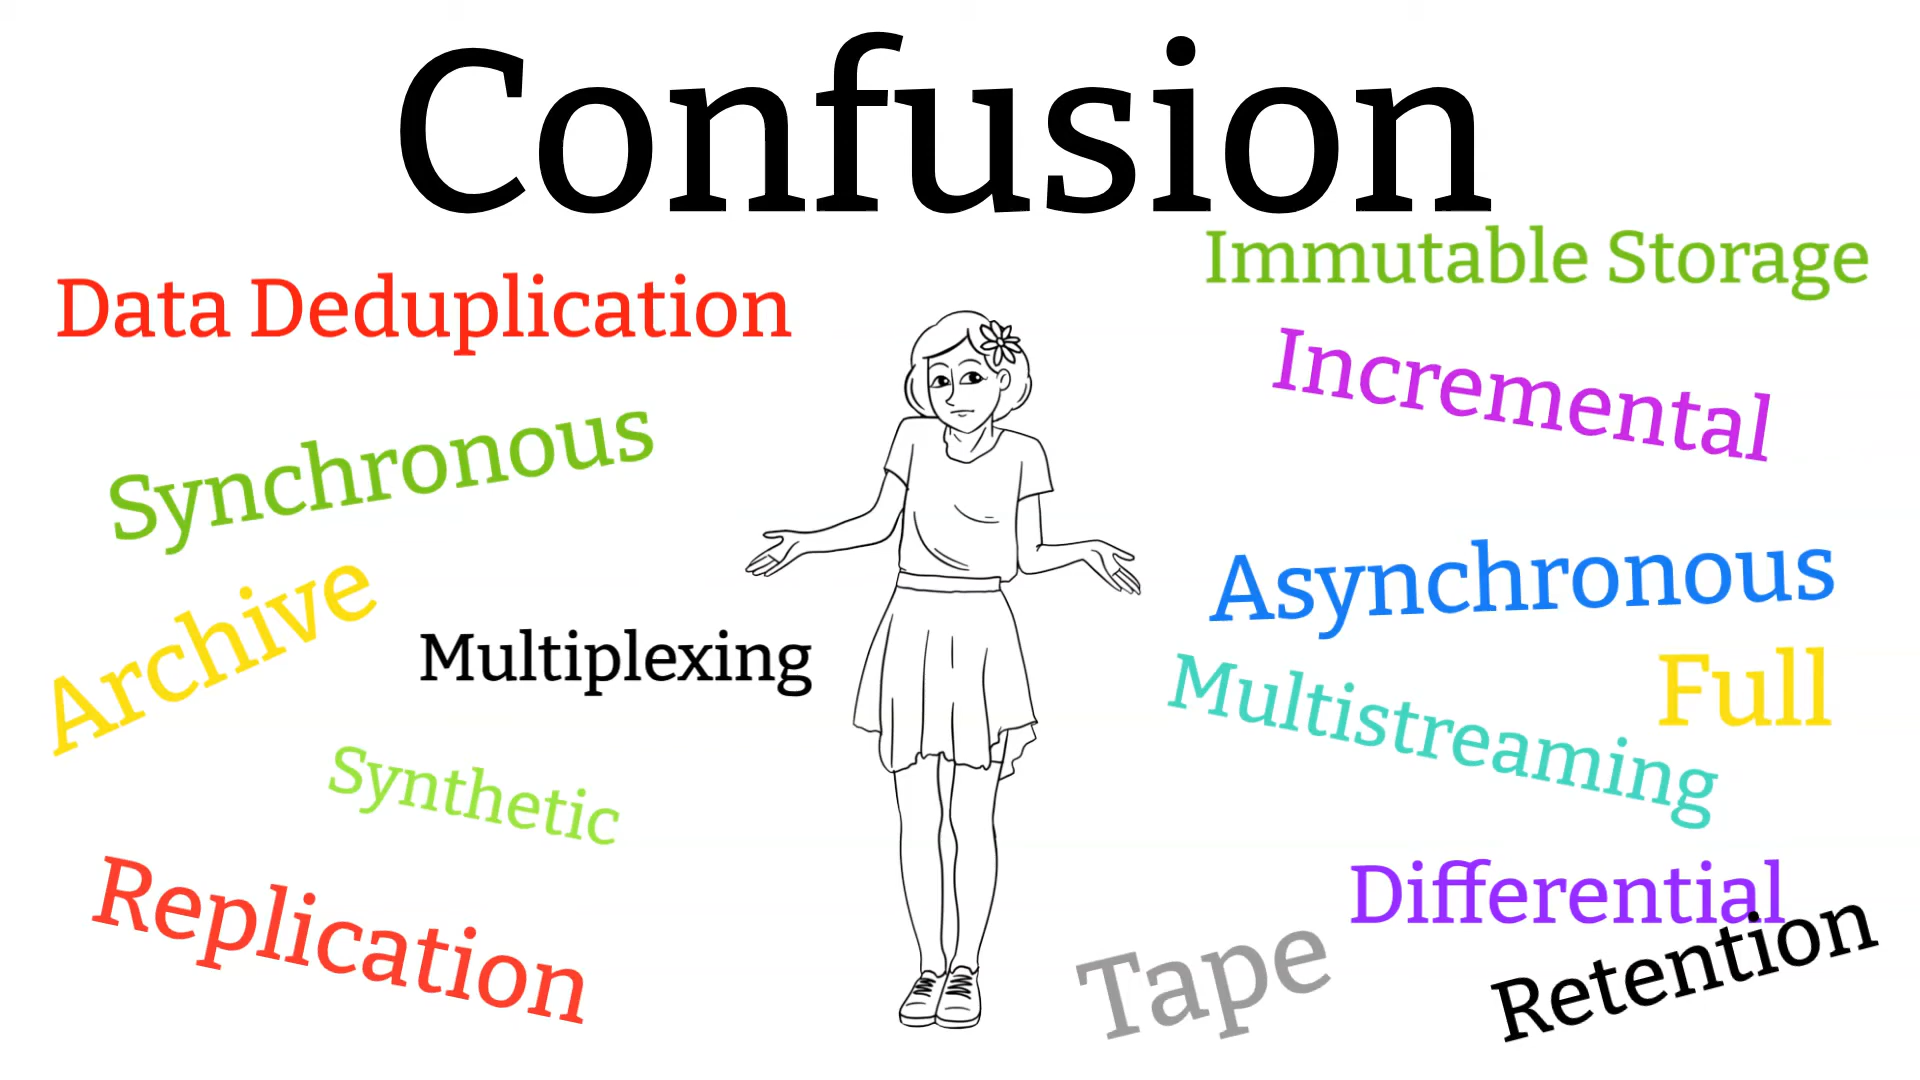 Confusion
Immutable Storage
Data Deduplication
Incremental
Synchronous
Asynchronous
Archive
Multiplexing
Full
Multistreaming
Synthetic
Differential
Replication
Tape
Retention